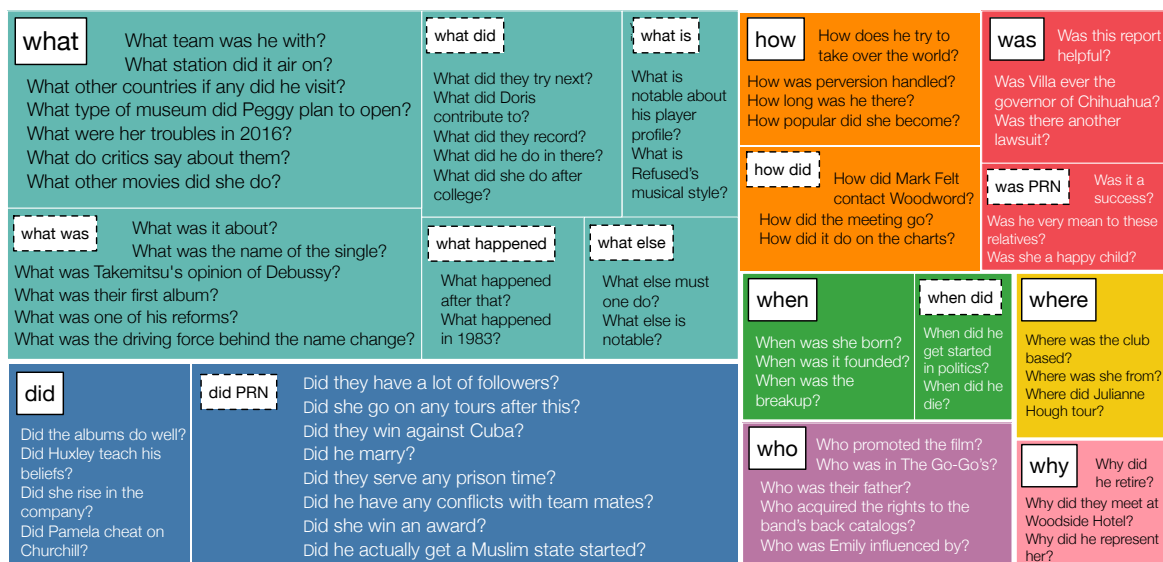 what
What team was he with?
What station did it air on?
What other countries if any did he visit?
What type of museum did Peggy plan to open?
What were her troubles in 2016?
What do critics say about them?
What other movies did she do?
what did
What did they try next?
What did Doris
contribute to?
What did they record?
What did he do in there?
What did she do after
college?
what is
What is
notable about
his player
profile?
What is
Refused's
musical style?
what was
What was it about?
What was the name of the single?
What was Takemitsu's opinion of Debussy?
What was their first album?
What was one of his reforms?
What was the driving force behind the name change?
what happened
What happened
after that?
What happened
in 1983?
what else
What else must
one do?
What else is
notable?
did
Did the albums do well?
Did Huxley teach his
beliefs?
Did she rise in the
company?
Did Pamela cheat on
Churchill?
did PRN
Did they have a lot of followers?
Did she go on any tours after this?
Did they win against Cuba?
Did he marry?
Did they serve any prison time?
Did he have any conflicts with team mates?
Did she win an award?
Did he actually get a Muslim state started?
how
How does he try to
take over the world?
How was perversion handled?
How long was he there?
How popular did she become?
how did
How did Mark Felt
contact Woodword?
How did the meeting go?
How did it do on the charts?
was
Was this report
helpful?
Was Villa ever the
governor of Chihuahua?
Was there another
lawsuit?
was PRN
Was it a
success?
Was he very mean to these
relatives?
Was she a happy child?
when
When was she born?
When was it founded?
When was the
breakup?
when did
When did he
get started
in politics?
When did he
die?
where
Where was the club
based?
Where was she from?
Where did Julianne
Hough tour?
who
Who promoted the film?
Who was in The Go-Go's?
Who was their father?
Who acquired the rights to the
band's back catalogs?
Who was Emily influenced by?
why
Why did
he retire?
Why did they meet at
Woodside Hotel?
Why did he represent
her?